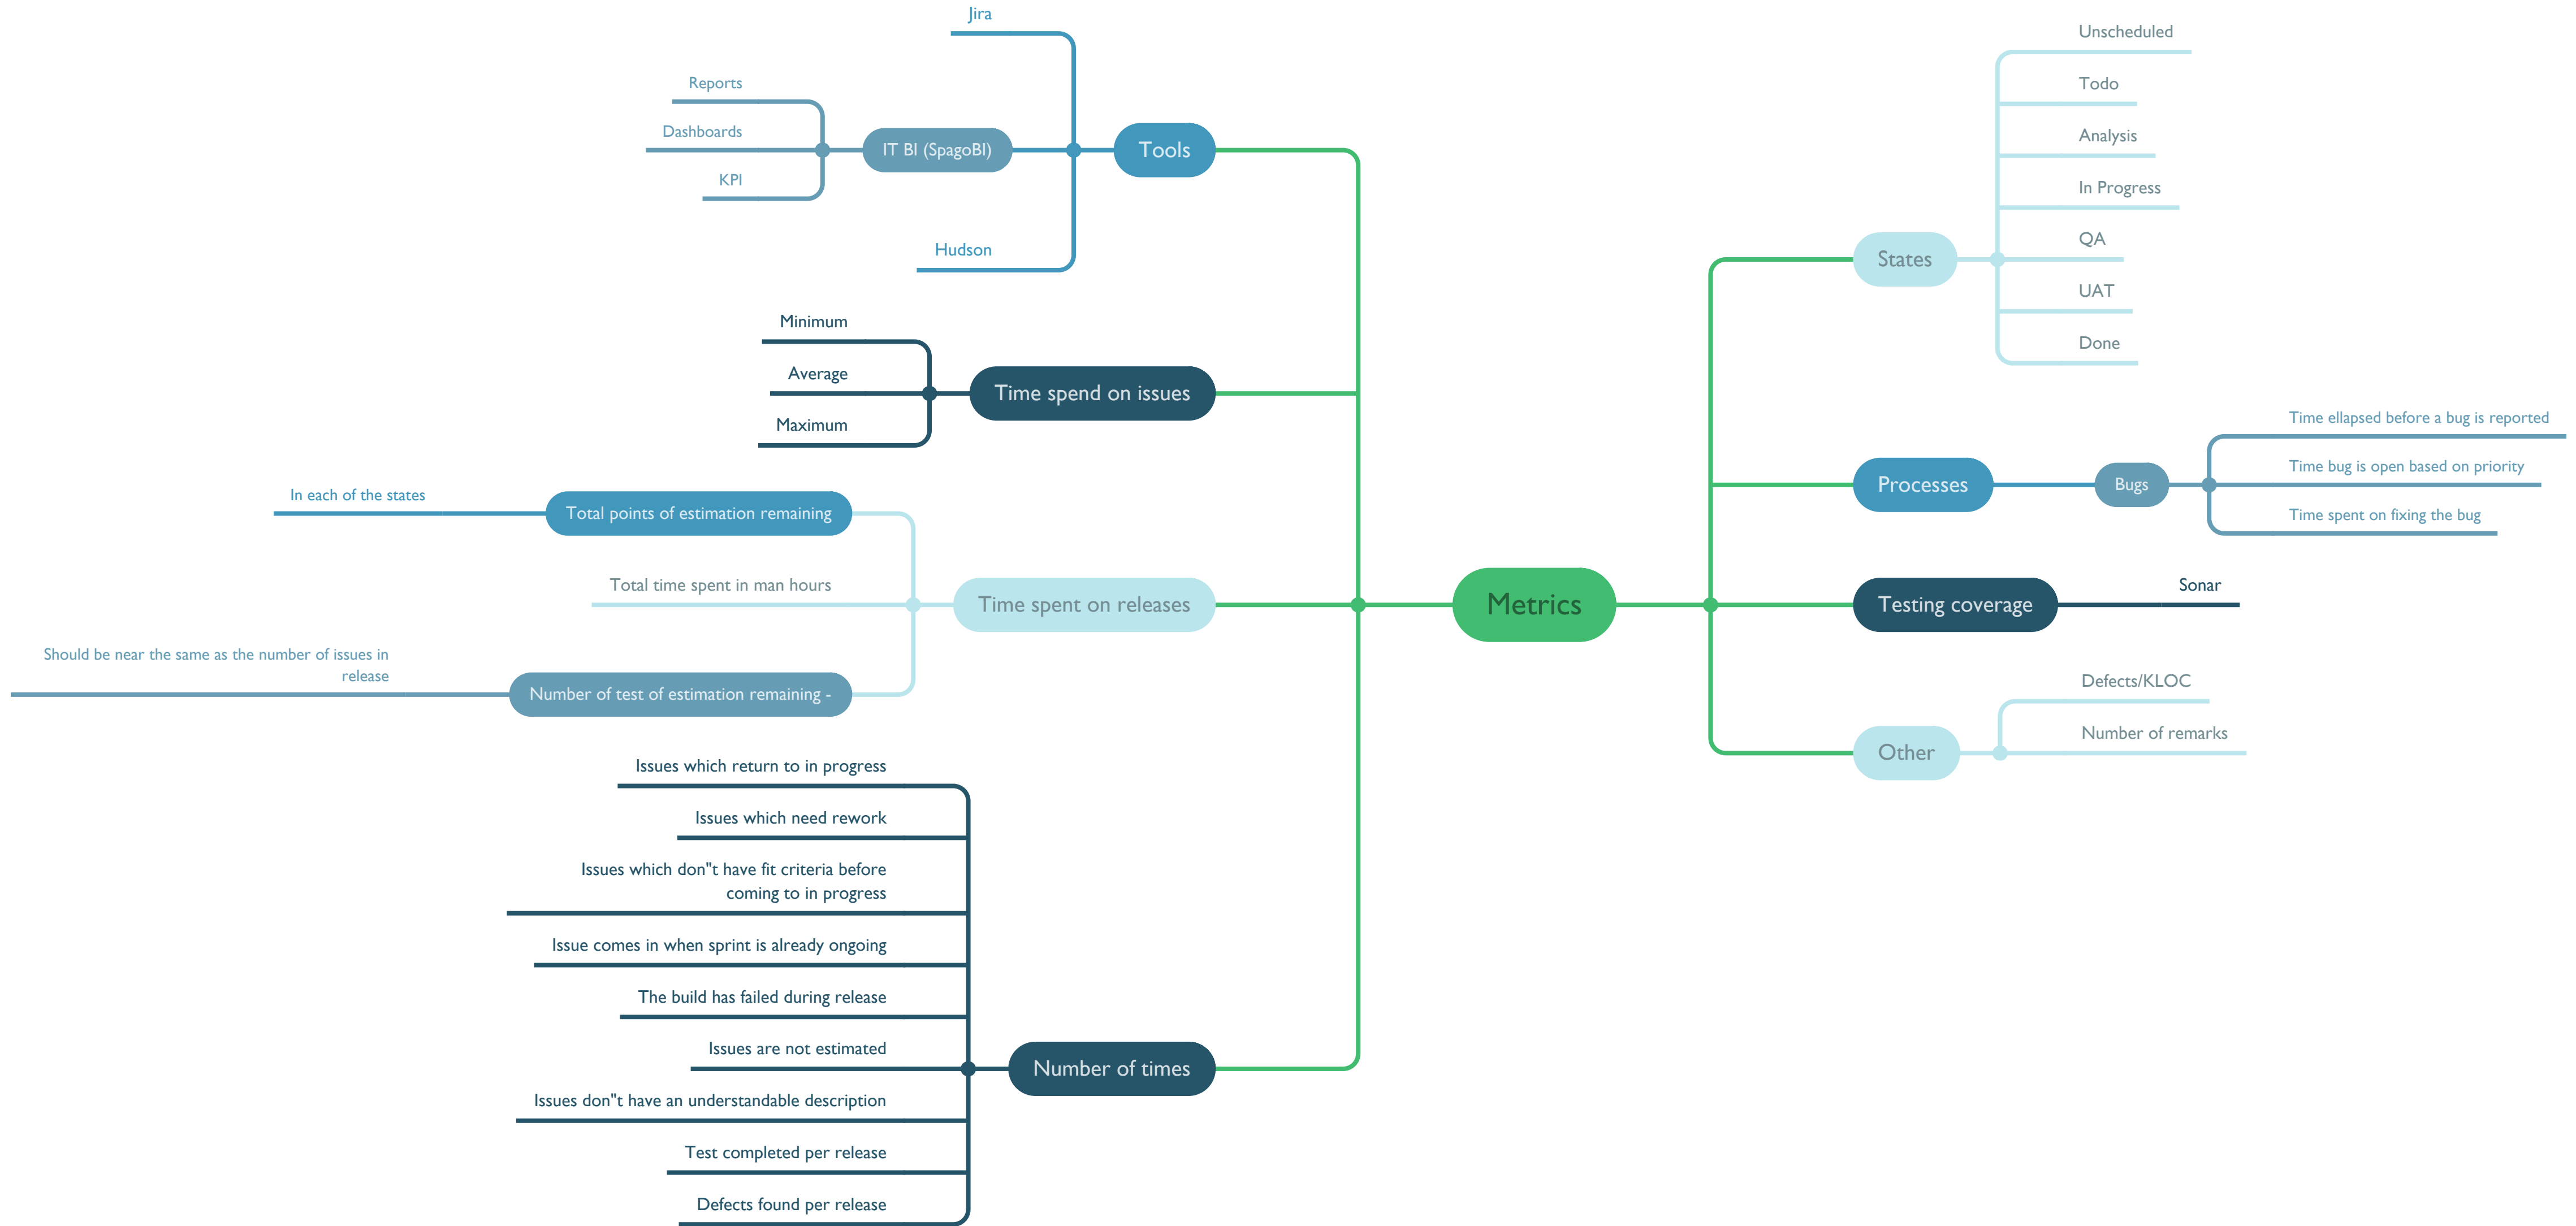 Metrics
Tools
Jira
IT BI (SpagoBI)
Reports
Dashboards
KPI
Hudson
Time spend on issues
Minimum
Average
Maximum
Time spent on releases
Total points of estimation remaining
In each of the states
Total time spent in man hours
Number of test of estimation remaining -
Should be near the same as the number of issues in
release
Number of times
Issues which return to in progress
Issues which need rework
Issues which don"t have fit criteria before
coming to in progress
Issue comes in when sprint is already ongoing
The build has failed during release
Issues are not estimated
Issues don"t have an understandable description
Test completed per release
Defects found per release
States
Unscheduled
Todo
Analysis
In Progress
QA
UAT
Done
Processes
Bugs
Time ellapsed before a bug is reported
Time bug is open based on priority
Time spent on fixing the bug
Testing coverage
Sonar
Other
Defects/KLOC
Number of remarks